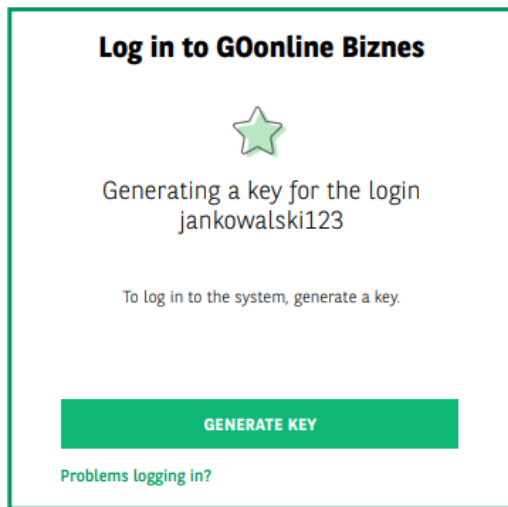 Log in to GOonline Biznes
Generating a key for the login
jankowalski123
To log in to the system, generate a key.
GENERATE KEY
Problems logging in?